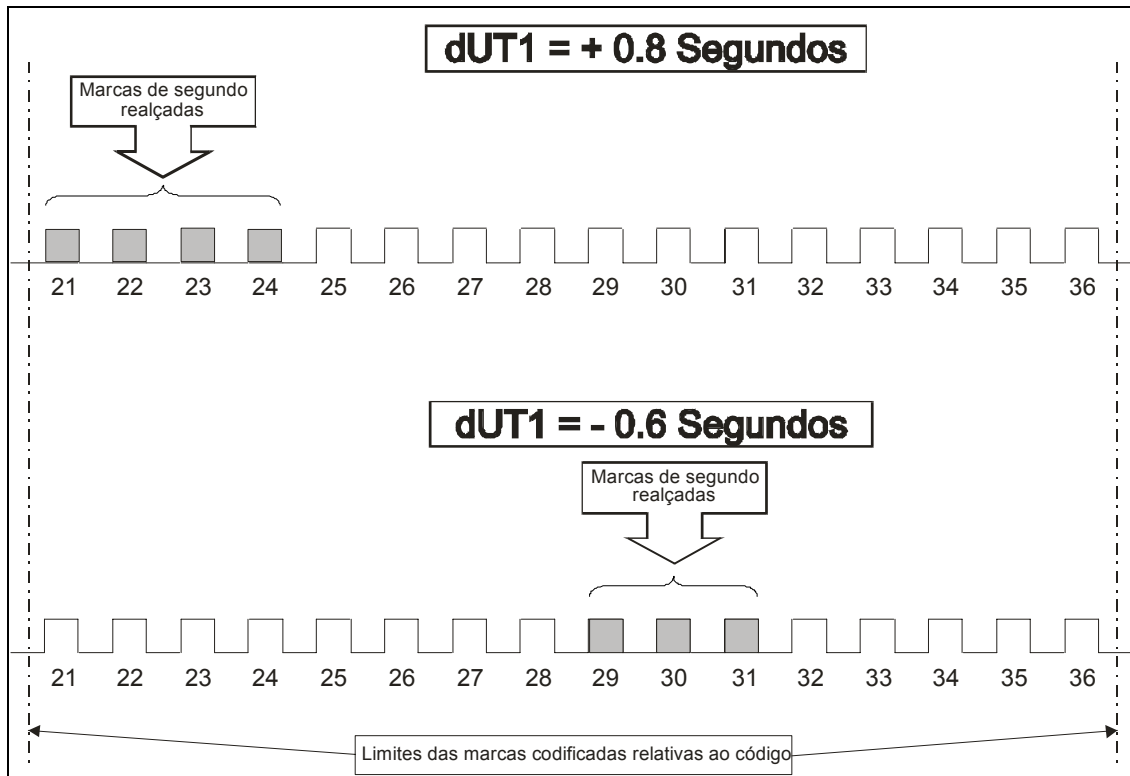 dUT1 = + 0.8 Segundos
Marcas de segundo
realçadas
21 22 23 24 25 26 27 28 29 30 31 32 33 34 35 36
dUT1 = - 0.6 Segundos
Marcas de segundo
realçadas
21 22 23 24 25 26 27 28 29 30 31 32 33 34 35 36
Limites das marcas codificadas relativas ao código